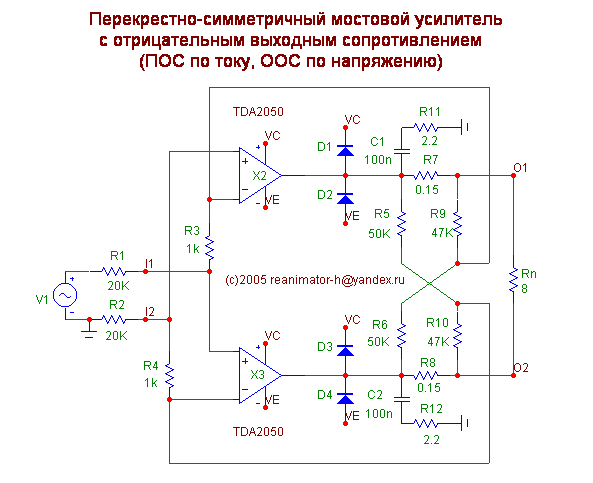 Перекрестно-симметричный мостовой усилитель
с отрицательным выходным сопротивлением
(ПОС по току, ООС по напряжению)
TDA2050
VC
X2
VE
VC
D1
D2
VE
C1
100n
R11
2.2
R7
0.15
O1
R5
50K
R9
47K
R3
1k
R1
20K
I1
V1
R2
20K
I2
(c)2005 reanimator-h@yandex.ru
Rn
8
R4
1k
VC
X3
VE
TDA2050
VC
D3
D4
VE
R6
50K
R10
47K
R8
0.15
O2
C2
100n
R12
2.2